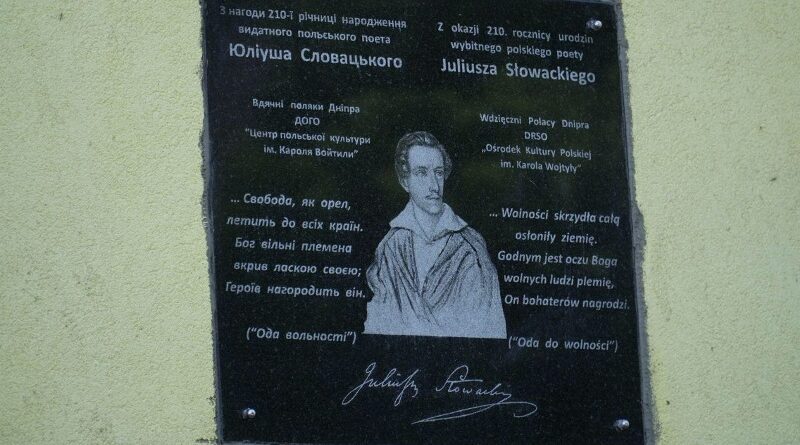 З нагоди 210-ї річниці народження
видатного польського поета
Юліуша Словацького
Вдячні поляки Дніпра
ДОГО
"Центр польської культури
ім. Кароля Войтили"
... Свобода, як орел,
летить до всіх країн.
Бог вільні племена
вкрив ласкою своєю;
Героїв нагородить він.
("Ода вольності")
Z okazji 210. rocznicy urodzin
wybitnego polskiego poety
Juliusza Słowackiego
Wdzięczni Polacy Dnipra
DRSO
„Ośrodek Kultury Polskiej
im. Karola Wojtyły"
... Wolności skrzydła całą
osłoniły ziemię.
Godnym jest oczu Boga
wolnych ludzi plemię,
On bohaterów nagrodzi.
("Oda do wolności")
Juliusz Słowacki